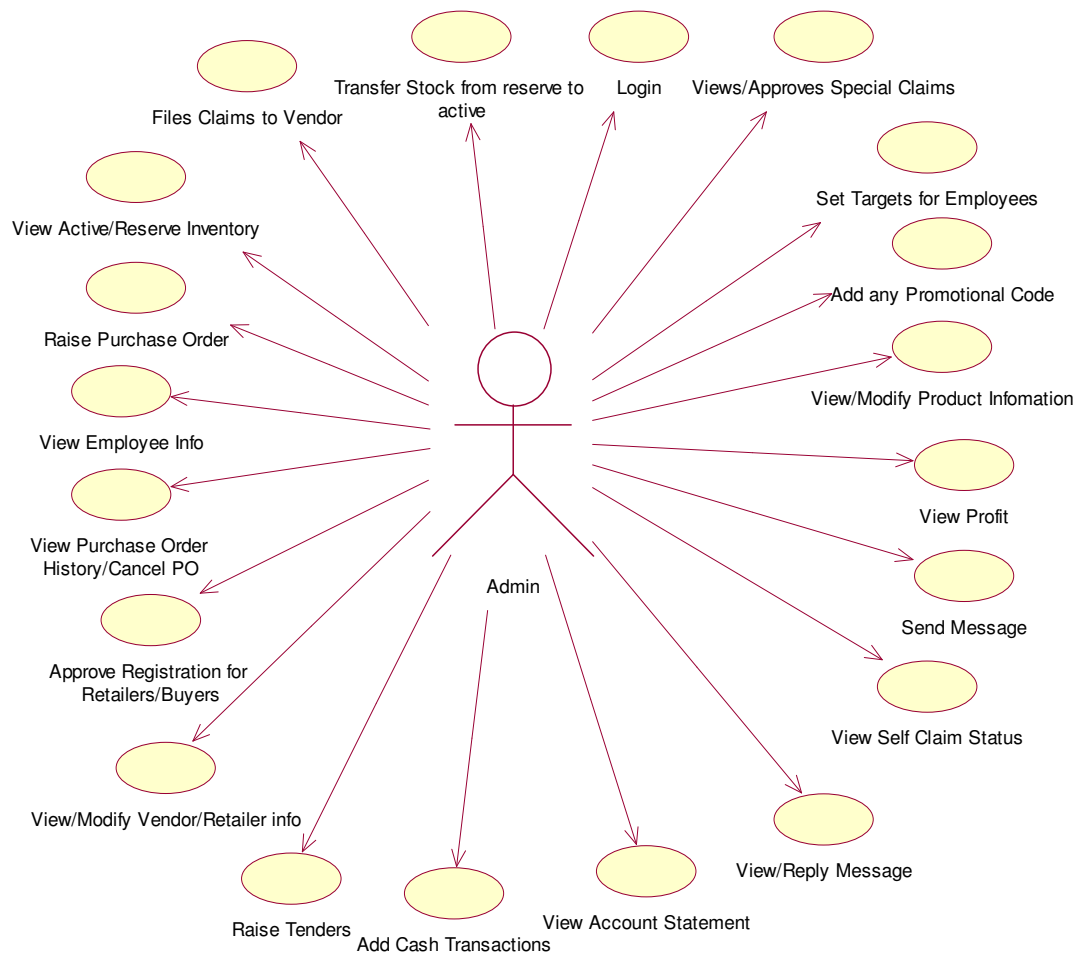 Transfer Stock from reserve to
active
Login
Views/Approves Special Claims
Files Claims to Vendor
Set Targets for Employees
View Active/Reserve Inventory
Add any Promotional Code
Raise Purchase Order
View/Modify Product Infomation
View Employee Info
View Profit
View Purchase Order
History/Cancel PO
Admin
Send Message
Approve Registration for
Retailers/Buyers
View Self Claim Status
View/Modify Vendor/Retailer info
View/Reply Message
Raise Tenders
Add Cash Transactions
View Account Statement